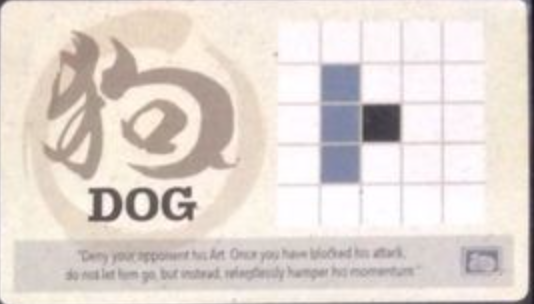 狗
DOG
"Deny your opponent his Art. Once you have blocked his attack,
do not let him go, but instead, relentlessly hamper his momentum."